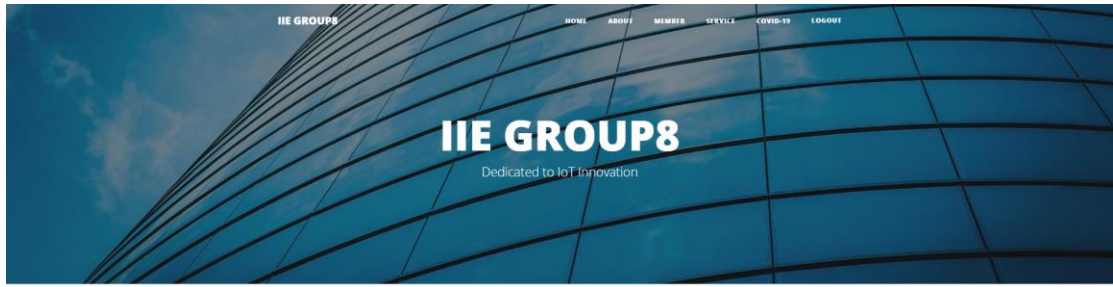 IIE GROUP8 HOME ABOUT MEMBER SERVICE COVID-19 LOGOUT
IIE GROUP8
Dedicated to IoT Innovation